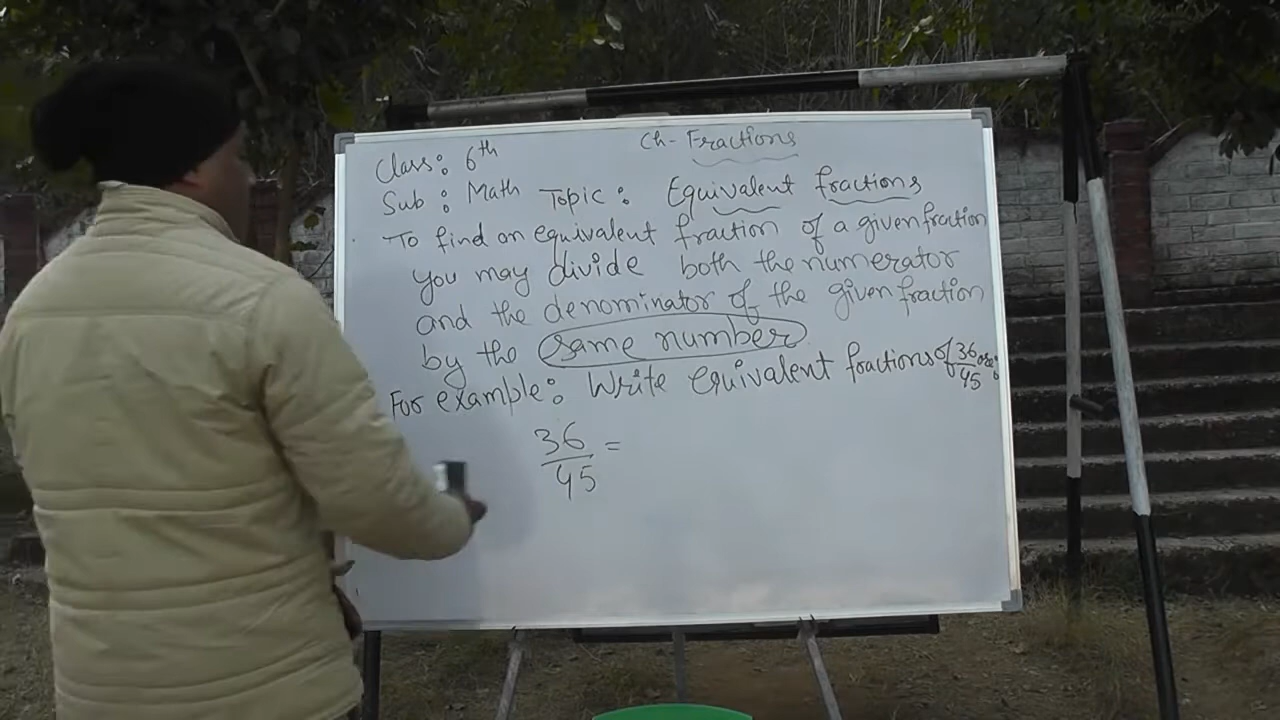 Ch- Fractions
Class: 6th
Sub : Math Topic: Equivalent fractions
To find an equivalent fraction of a given fraction
you may divide both the numerator
and the denominator of the given fraction
by the same number
For example: Write equivalent fractions of 36/45 are:
36/45 =